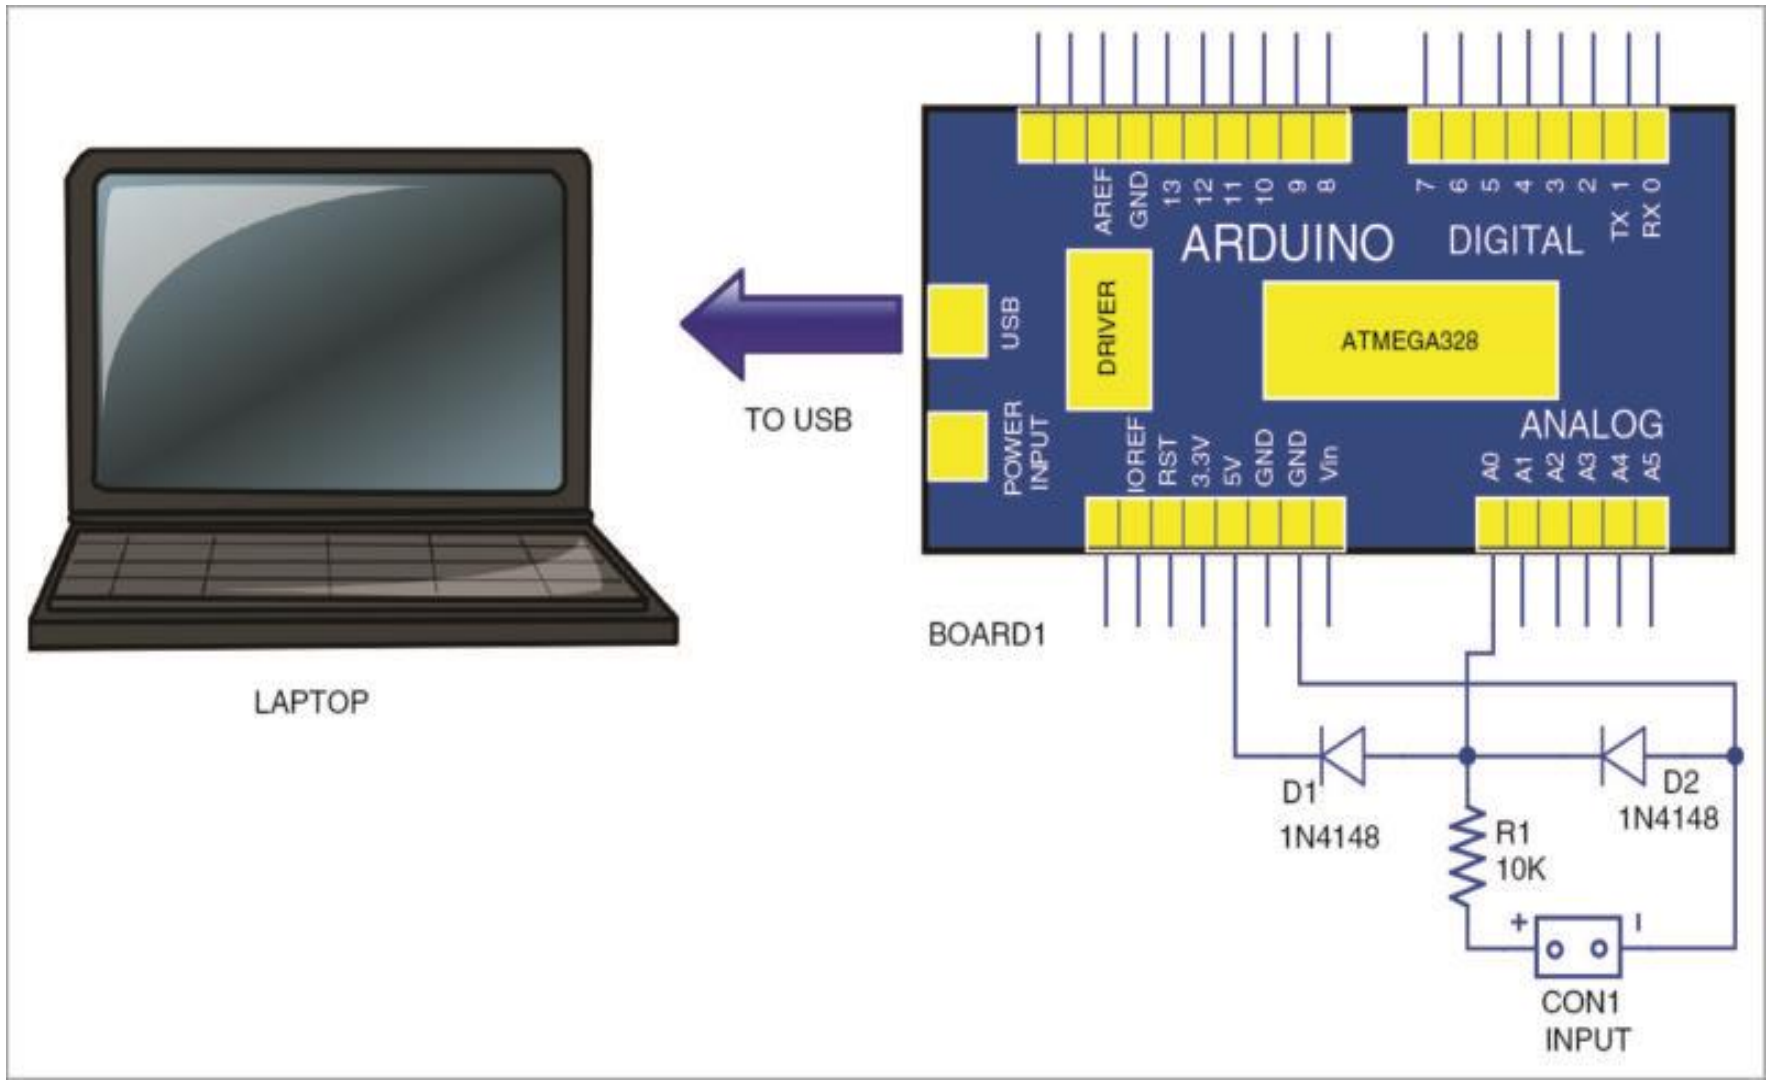 AREF
GND
13
12
11
10
9
8
7
6
5
4
3
2
TX 1
RX 0
ARDUINO
DIGITAL
USB
DRIVER
ATMEGA328
TO USB
POWER
INPUT
IOREF
RST
3.3V
5V
GND
GND
Vin
ANALOG
A0
A1
A2
A3
A4
A5
BOARD1
LAPTOP
D1
1N4148
D2
1N4148
R1
10K
+
–
CON1
INPUT